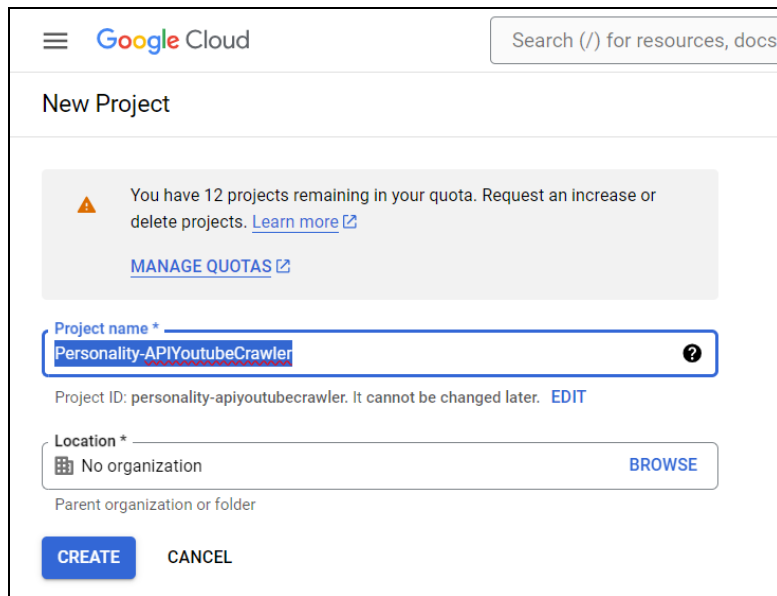 Google Cloud
Search (/) for resources, docs
New Project
You have 12 projects remaining in your quota. Request an increase or
delete projects. Learn more
MANAGE QUOTAS
Project name *
Personality-APIYoutubeCrawler
Project ID: personality-apiyoutubecrawler. It cannot be changed later. EDIT
Location *
No organization BROWSE
Parent organization or folder
CREATE CANCEL